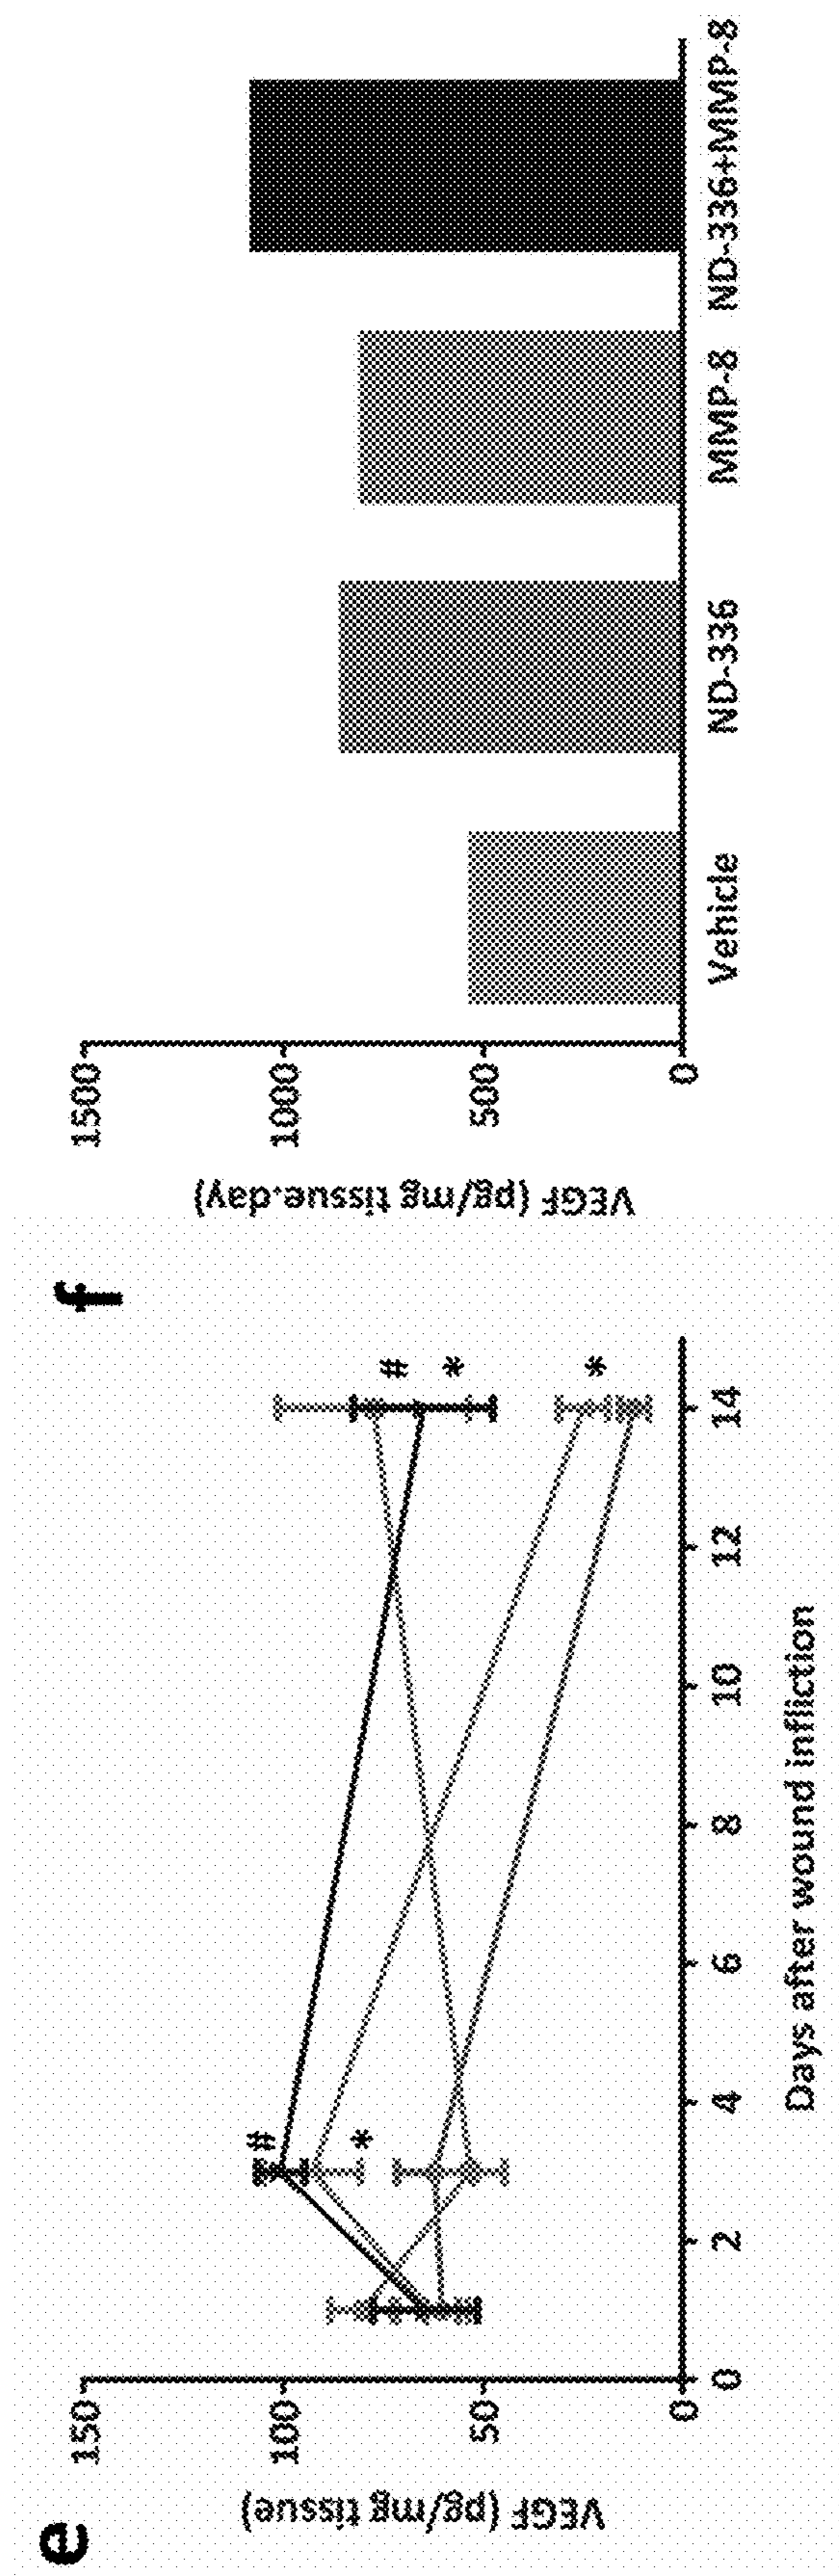 e
VEGF (pg/mg tissue)
150
100
50
0
#
*
#
*
*
0 2 4 6 8 10 12 14
Days after wound infliction
f
VEGF (pg/mg tissue.day)
1500
1000
500
0
Vehicle ND-336 MMP-8 ND-336+MMP-8